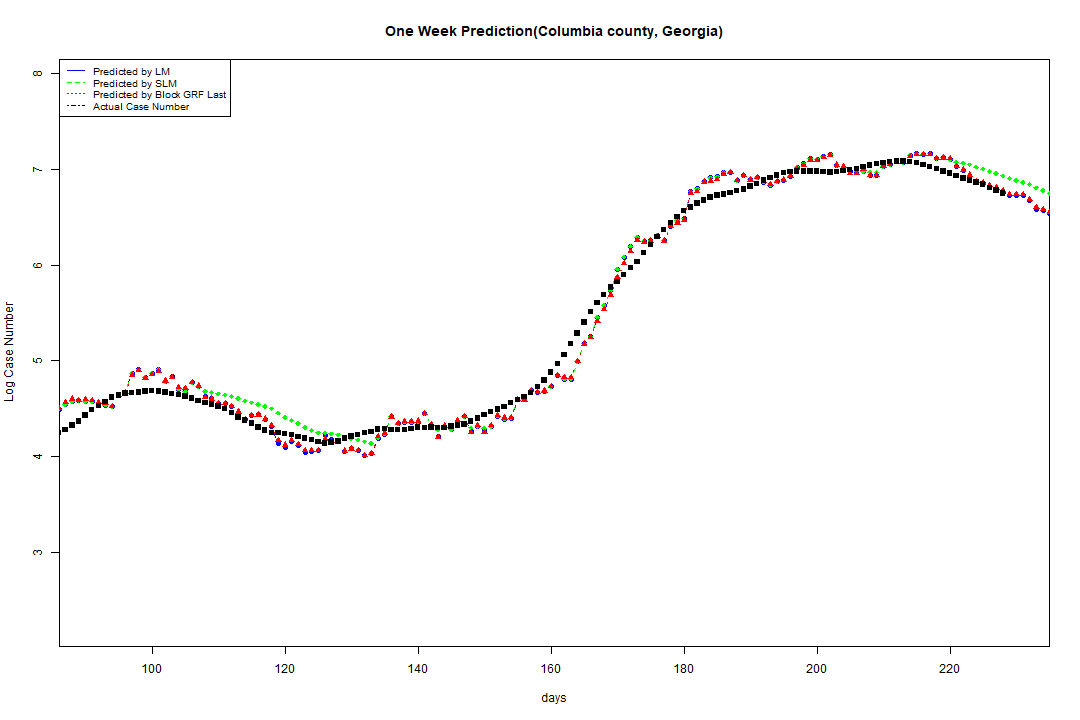 One Week Prediction(Columbia county, Georgia)
Predicted by LM
Predicted by SLM
Predicted by Block GRF Last
Actual Case Number
8
7
6
5
4
3
Log Case Number
100 120 140 160 180 200 220
days